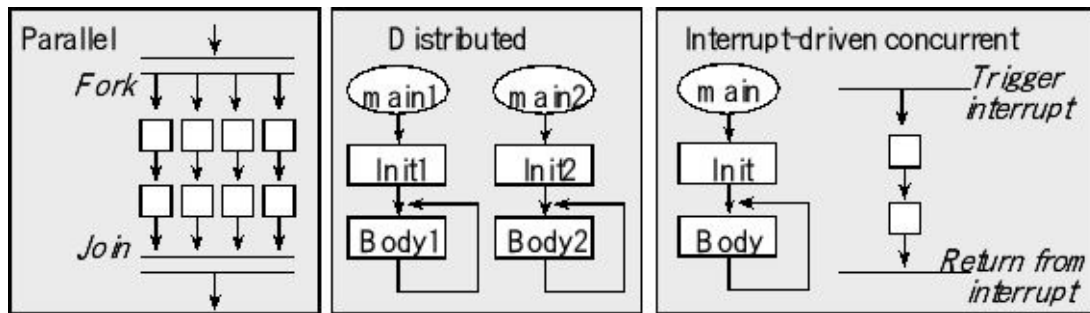 Parallel
Fork
Join
Distributed
main1
main2
Init1
Init2
Body1
Body2
Interrupt-driven concurrent
main
Init
Body
Trigger
interrupt
Return from
interrupt